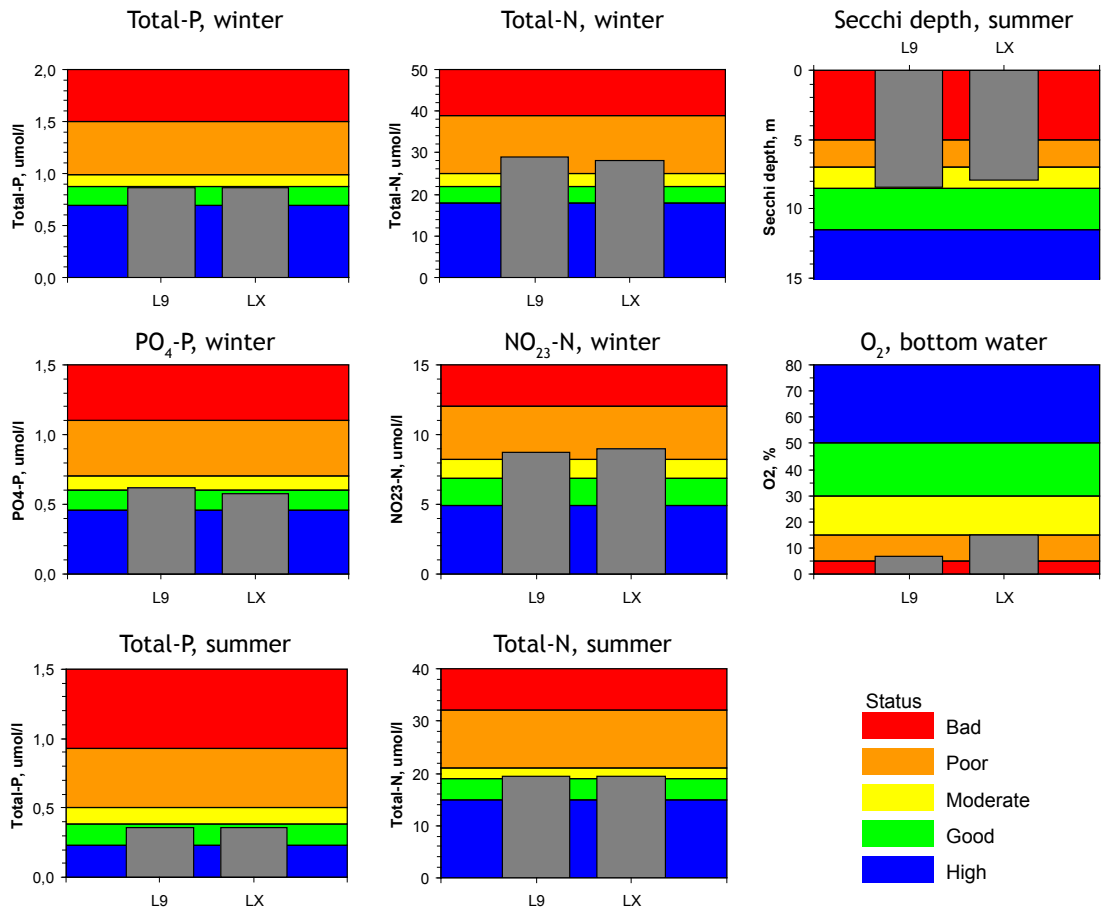 Total-P, winter
2,0
1,5
1,0
0,5
0,0
Total-P, umol/l
L9 LX
Total-N, winter
50
40
30
20
10
0
Total-N, umol/l
L9 LX
Secchi depth, summer
L9 LX
0
5
10
15
Secchi depth, m
PO4-P, winter
1,5
1,0
0,5
0,0
PO4-P, umol/l
L9 LX
NO23-N, winter
15
10
5
0
NO23-N, umol/l
L9 LX
O2, bottom water
80
70
60
50
40
30
20
10
0
O2, %
L9 LX
Total-P, summer
1,5
1,0
0,5
0,0
Total-P, umol/l
L9 LX
Total-N, summer
40
30
20
10
0
Total-N, umol/l
L9 LX
Status
Bad
Poor
Moderate
Good
High